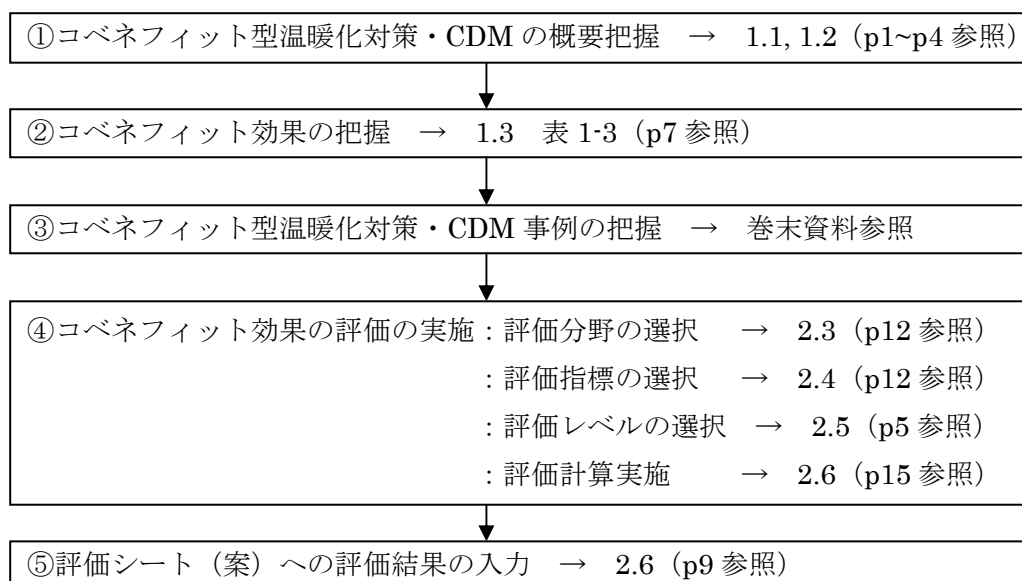 ①コベネフィット型温暖化対策・CDM の概要把握 → 1.1, 1.2（p1~p4 参照）
②コベネフィット効果の把握 → 1.3 表 1-3（p7 参照）
③コベネフィット型温暖化対策・CDM 事例の把握 → 巻末資料参照
④コベネフィット効果の評価の実施：評価分野の選択 → 2.3（p12 参照）
：評価指標の選択 → 2.4（p12 参照）
：評価レベルの選択 → 2.5（p5 参照）
：評価計算実施 → 2.6（p15 参照）
⑤評価シート（案）への評価結果の入力 → 2.6（p9 参照）